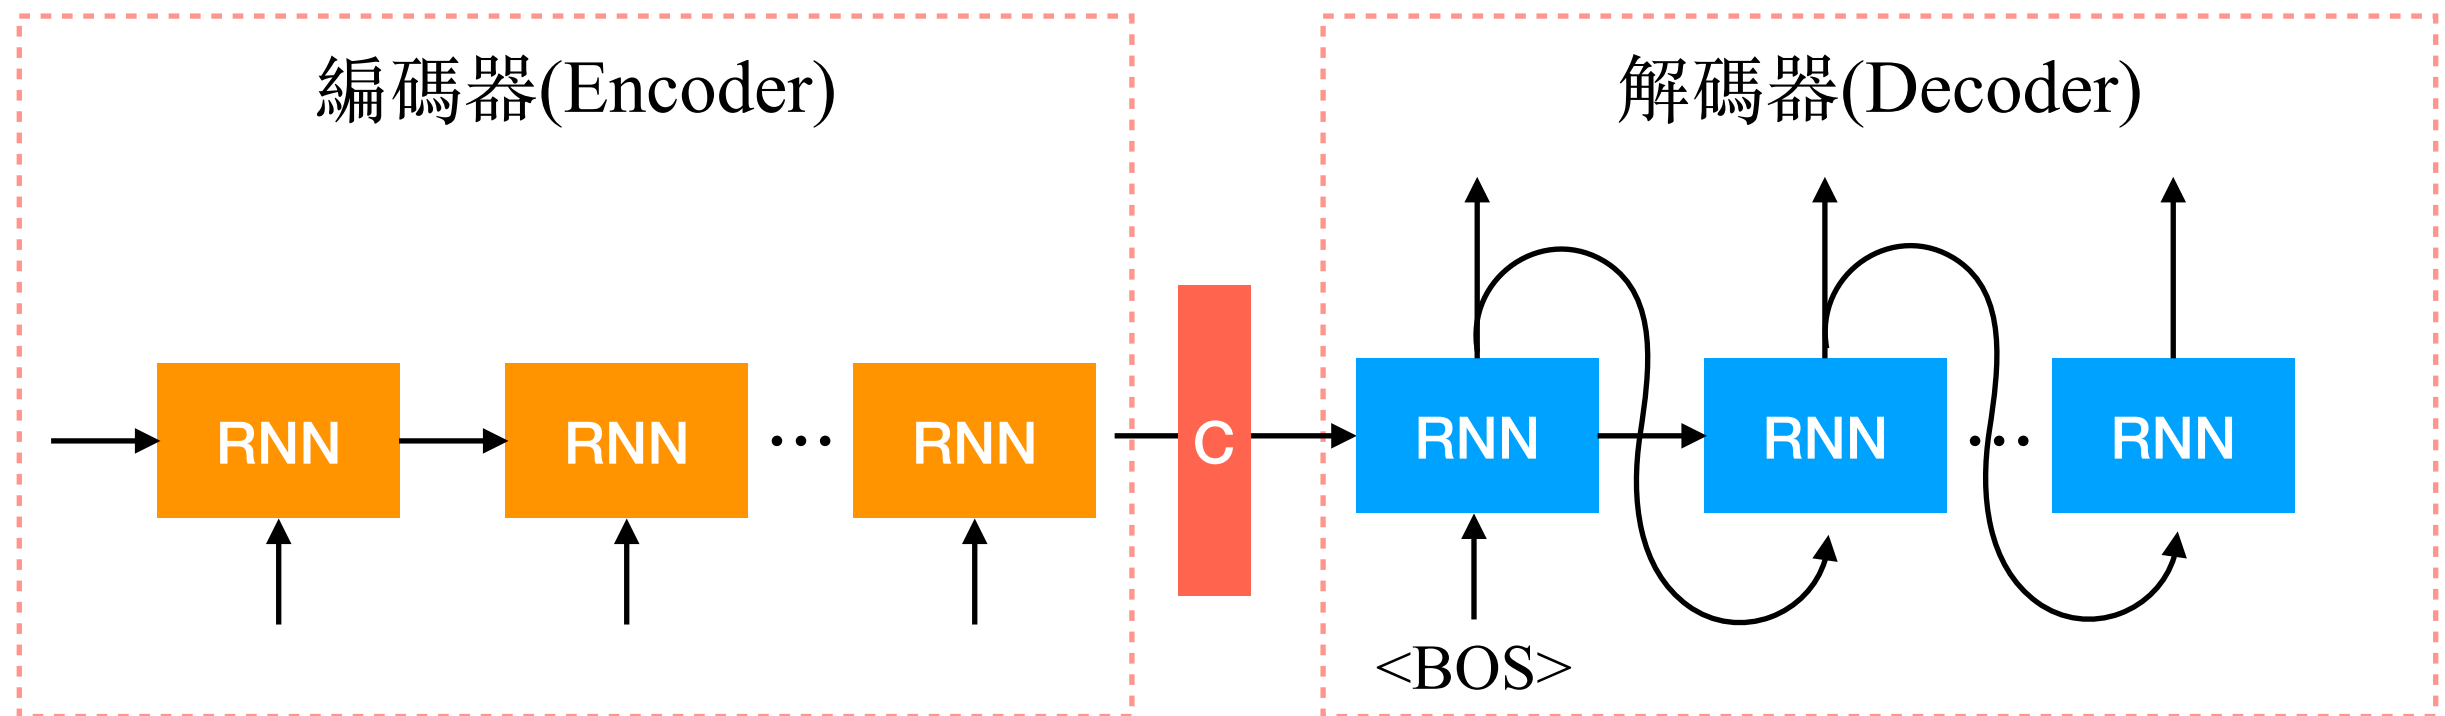 編碼器(Encoder)
解碼器(Decoder)
RNN
RNN
...
RNN
C
RNN
RNN
...
RNN
<BOS>